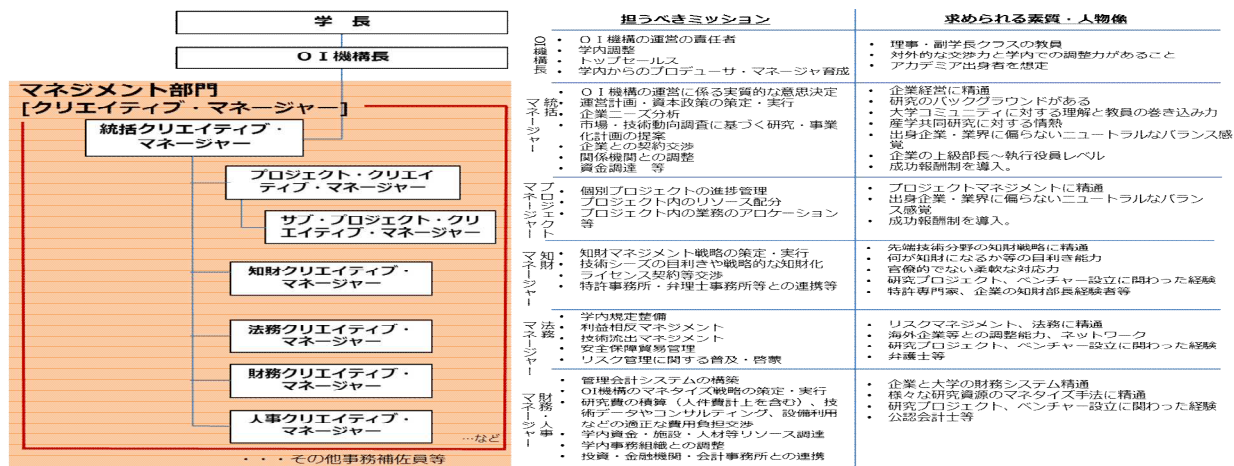 学 長
ＯＩ機構長
マネジメント部門
[クリエイティブ・マネージャー]
統括クリエイティブ・
マネージャー
プロジェクト・クリエイ
ティブ・マネージャー
サブ・プロジェクト・クリ
エイティブ・マネージャー
知財クリエイティブ・
マネージャー
法務クリエイティブ・
マネージャー
財務クリエイティブ・
マネージャー
人事クリエイティブ・
マネージャー
…など
・・・その他事務補佐員等
担うべきミッション
求められる素質・人物像
OI機構長
• ＯＩ機構の運営の責任者
• 学内調整
• トップセールス
• 学内からのプロデューサ・マネージャ育成
• 理事・副学長クラスの教員
• 対外的な交渉力と学内での調整力があること
• アカデミア出身者を想定
統括
マネージャー
• ＯＩ機構の運営に係る実質的な意思決定
• 運営計画・資本政策の策定・実行
• 企業ニーズ分析
• 市場・技術動向調査に基づく研究・事業
化計画の提案
• 企業との契約交渉
• 関係機関との調整
• 資金調達 等
• 企業経営に精通
• 研究のバックグラウンドがある
• 大学コミュニティに対する理解と教員の巻き込み力
• 産学共同研究に対する情熱
• 出身企業・業界に偏らないニュートラルなバランス感
覚
• 企業の上級部長～執行役員レベル
• 成功報酬制を導入。
プロジェクト
マネージャー
• 個別プロジェクトの進捗管理
• プロジェクト内のリソース配分
• プロジェクト内の業務のアロケーション
等
• プロジェクトマネジメントに精通
• 出身企業・業界に偏らないニュートラルなバラン
ス感覚
• 成功報酬制を導入。
知財
マネージャー
• 知財マネジメント戦略の策定・実行
• 技術シーズの目利きや戦略的な知財化
• ライセンス契約等交渉
• 特許事務所・弁理士事務所等との連携等
• 先端技術分野の知財戦略に精通
• 何が知財になるか等の目利き能力
• 官僚的でない柔軟な対応力
• 研究プロジェクト、ベンチャー設立に関わった経験
• 特許専門家、企業の知財部長経験者等
法務
マネージャー
• 学内規定整備
• 利益相反マネジメント
• 技術流出マネジメント
• 安全保障貿易管理
• リスク管理に関する普及・啓蒙
• リスクマネジメント、法務に精通
• 海外企業等との調整能力、ネットワーク
• 研究プロジェクト、ベンチャー設立に関わった経験
• 弁護士等
財務・人事
マネージャー
• 管理会計システムの構築
• OI機構のマネタイズ戦略の策定・実行
• 研究費の積算（人件費計上を含む）、技
術データやコンサルティング、設備利用
などの適正な費用負担交渉
• 学内資金・施設・人材等リソース調達
• 学内事務組織との調整
• 投資・金融機関・会計事務所との連携
• 企業と大学の財務システム精通
• 様々な研究資源のマネタイズ手法に精通
• 研究プロジェクト、ベンチャー設立に関わった経験
• 公認会計士等